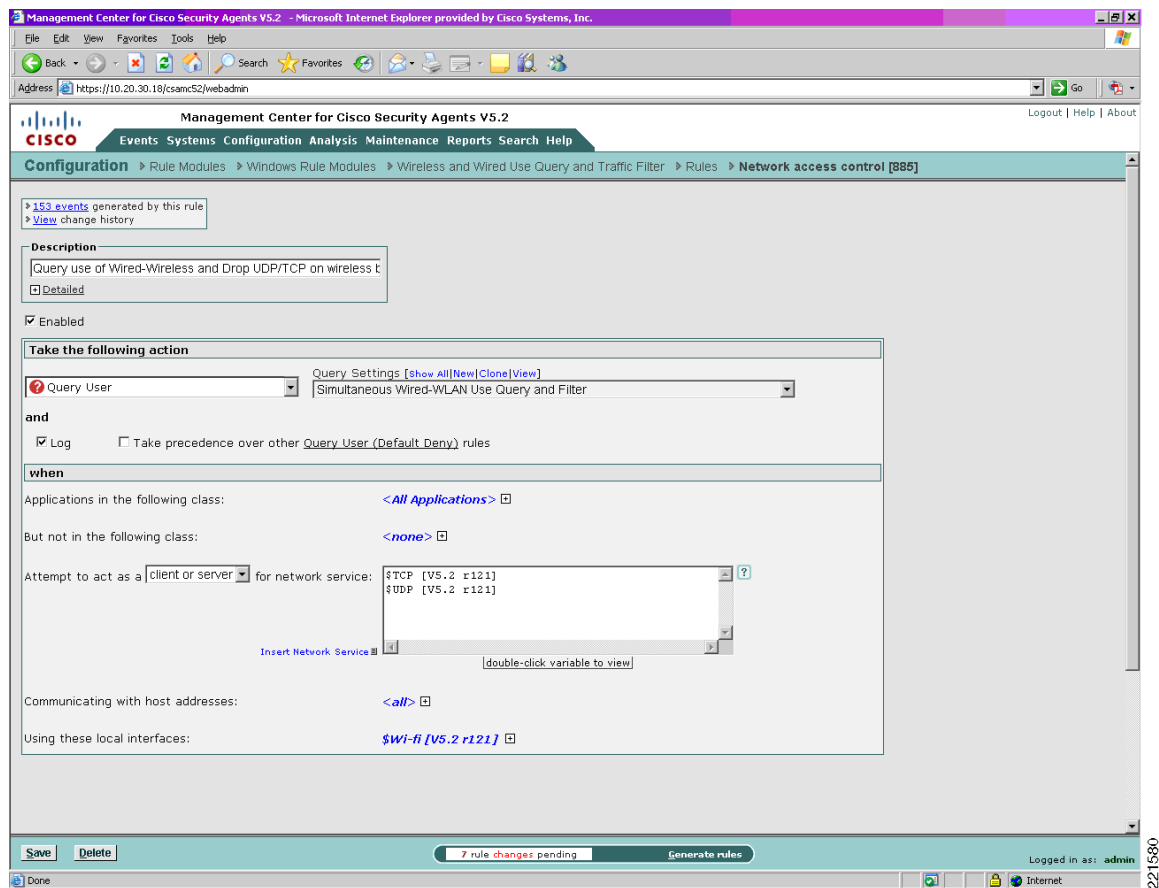 Management Center for Cisco Security Agents V5.2 - Microsoft Internet Explorer provided by Cisco Systems, Inc.
File Edit View Favorites Tools Help
Back Search Favorites
Address https://10.20.30.18/csamc52/webadmin Go
Management Center for Cisco Security Agents V5.2 Logout | Help | About
CISCO Events Systems Configuration Analysis Maintenance Reports Search Help
Configuration Rule Modules Windows Rule Modules Wireless and Wired Use Query and Traffic Filter Rules Network access control [885]
153 events generated by this rule
View change history
Description
Query use of Wired-Wireless and Drop UDP/TCP on wireless b
Detailed
Enabled
Take the following action
Query Settings [Show All|New|Clone|View]
Query User Simultaneous Wired-WLAN Use Query and Filter
and
Log Take precedence over other Query User (Default Deny) rules
when
Applications in the following class: <All Applications>
But not in the following class: <none>
Attempt to act as a client or server for network service: $TCP [V5.2 r121]
$UDP [V5.2 r121]
Insert Network Service
double-click variable to view
Communicating with host addresses: <all>
Using these local interfaces: $Wi-fi [V5.2 r121]
Save Delete 7 rule changes pending Generate rules Logged in as: admin
Done Internet
221580